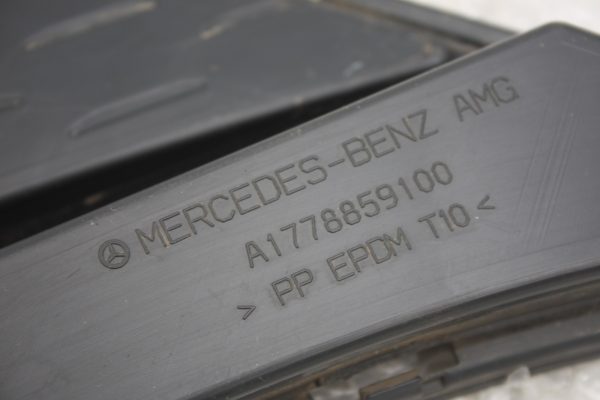 MERCEDES-BENZ AMG
A1778859100
> PP EPDM T10 <